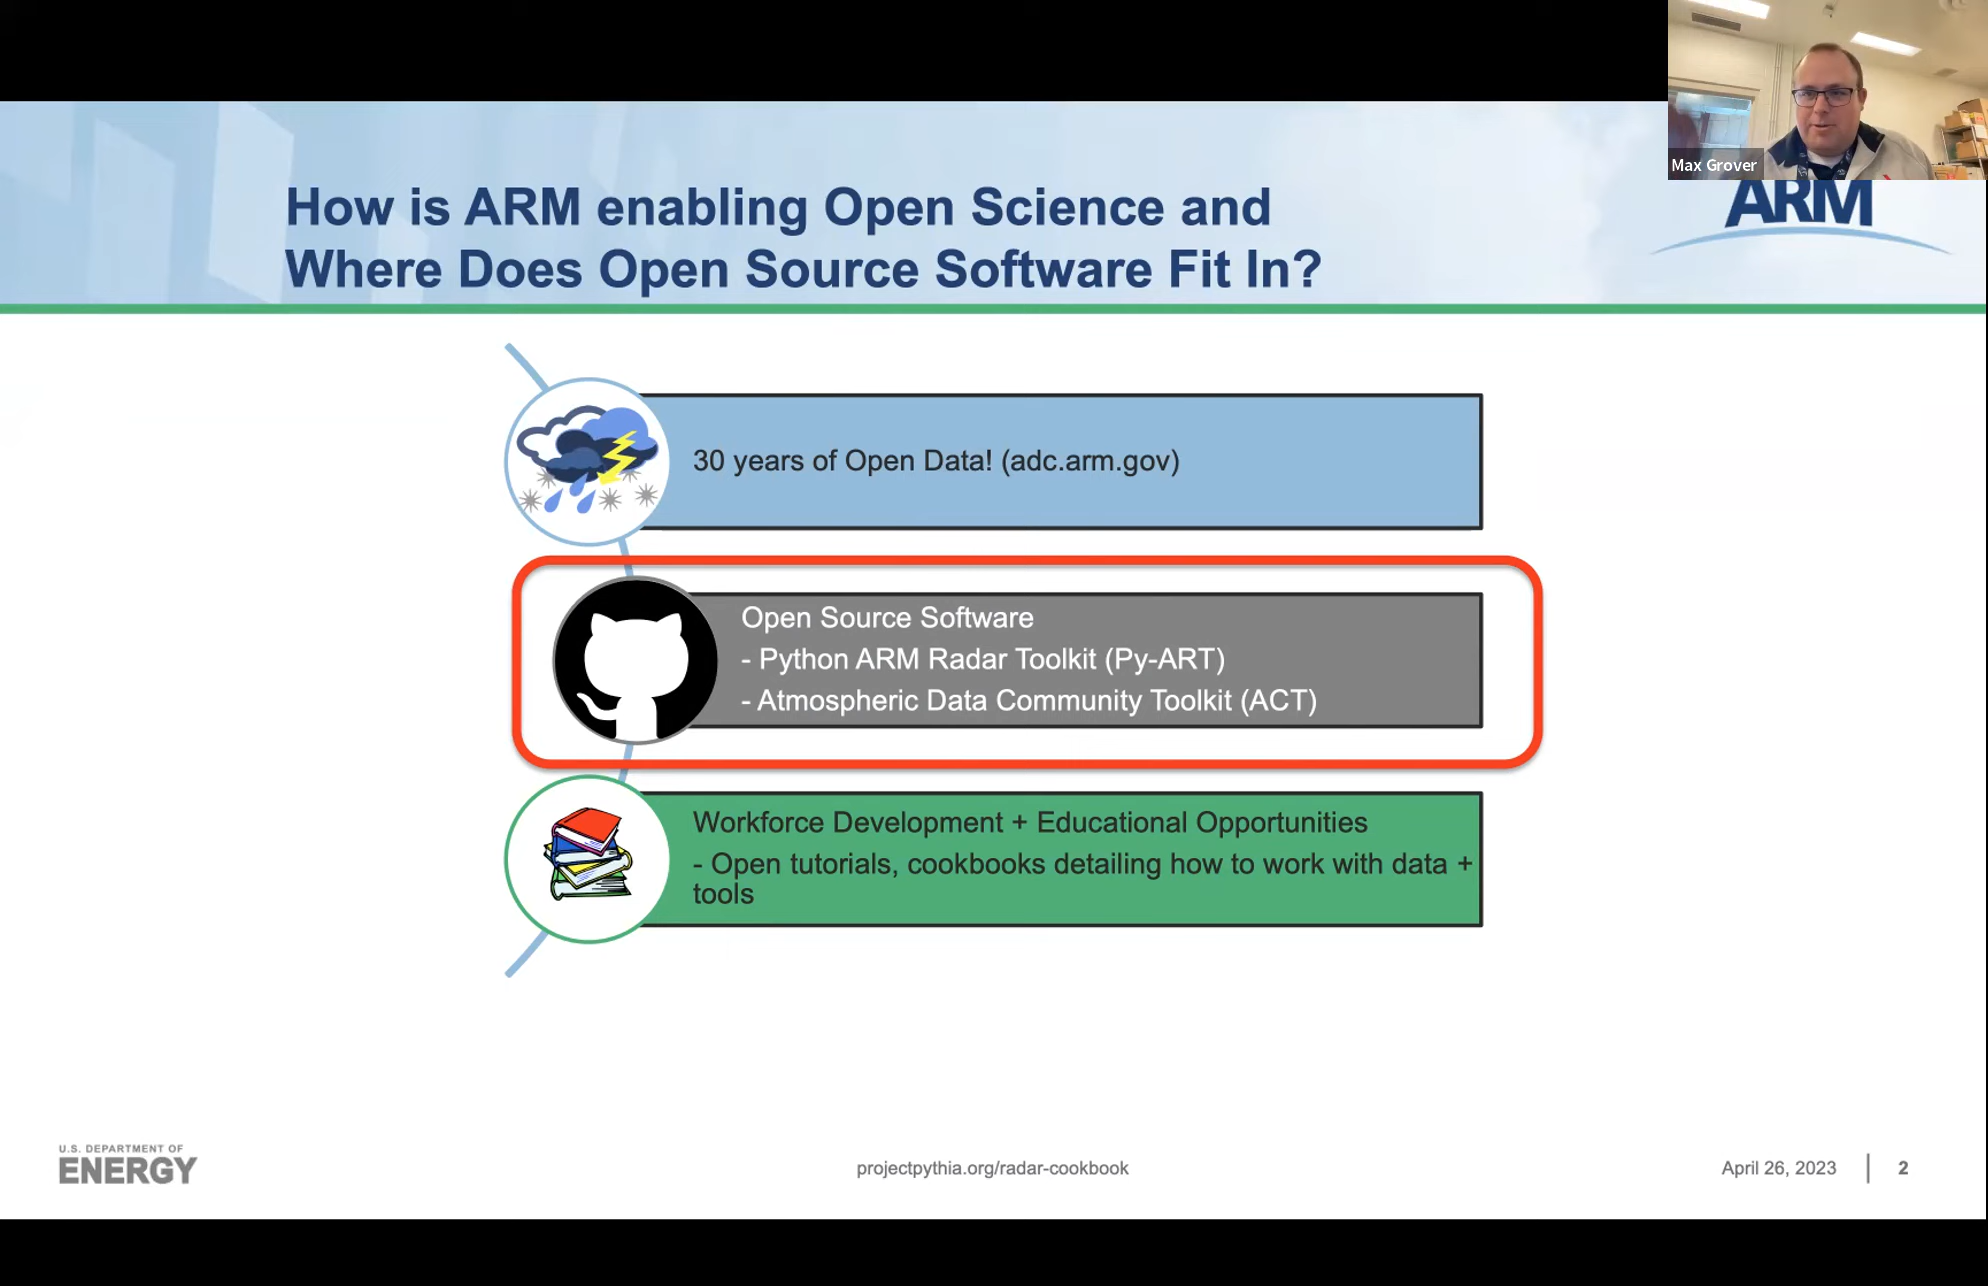 Max Grover
ARM
How is ARM enabling Open Science and
Where Does Open Source Software Fit In?
30 years of Open Data! (adc.arm.gov)
Open Source Software
- Python ARM Radar Toolkit (Py-ART)
- Atmospheric Data Community Toolkit (ACT)
Workforce Development + Educational Opportunities
- Open tutorials, cookbooks detailing how to work with data +
tools
U.S. DEPARTMENT OF
ENERGY
projectpythia.org/radar-cookbook
April 26, 2023
2